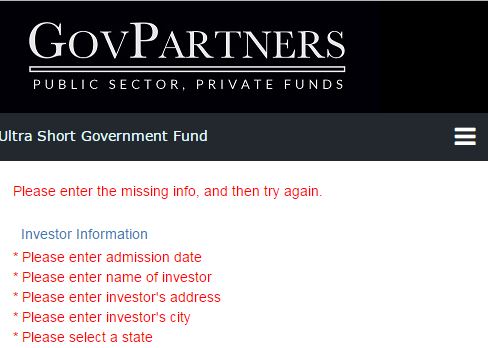 GOVPARTNERS
PUBLIC SECTOR, PRIVATE FUNDS
Ultra Short Government Fund
Please enter the missing info, and then try again.
Investor Information
* Please enter admission date
* Please enter name of investor
* Please enter investor's address
* Please enter investor's city
* Please select a state